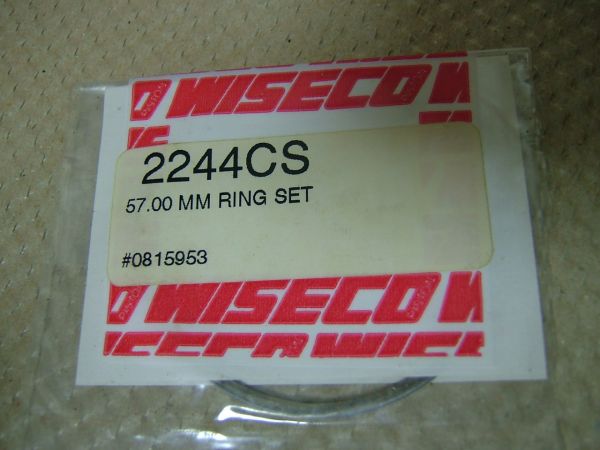 WISECO
2244CS
57.00 MM RING SET
#0815953
WISECO